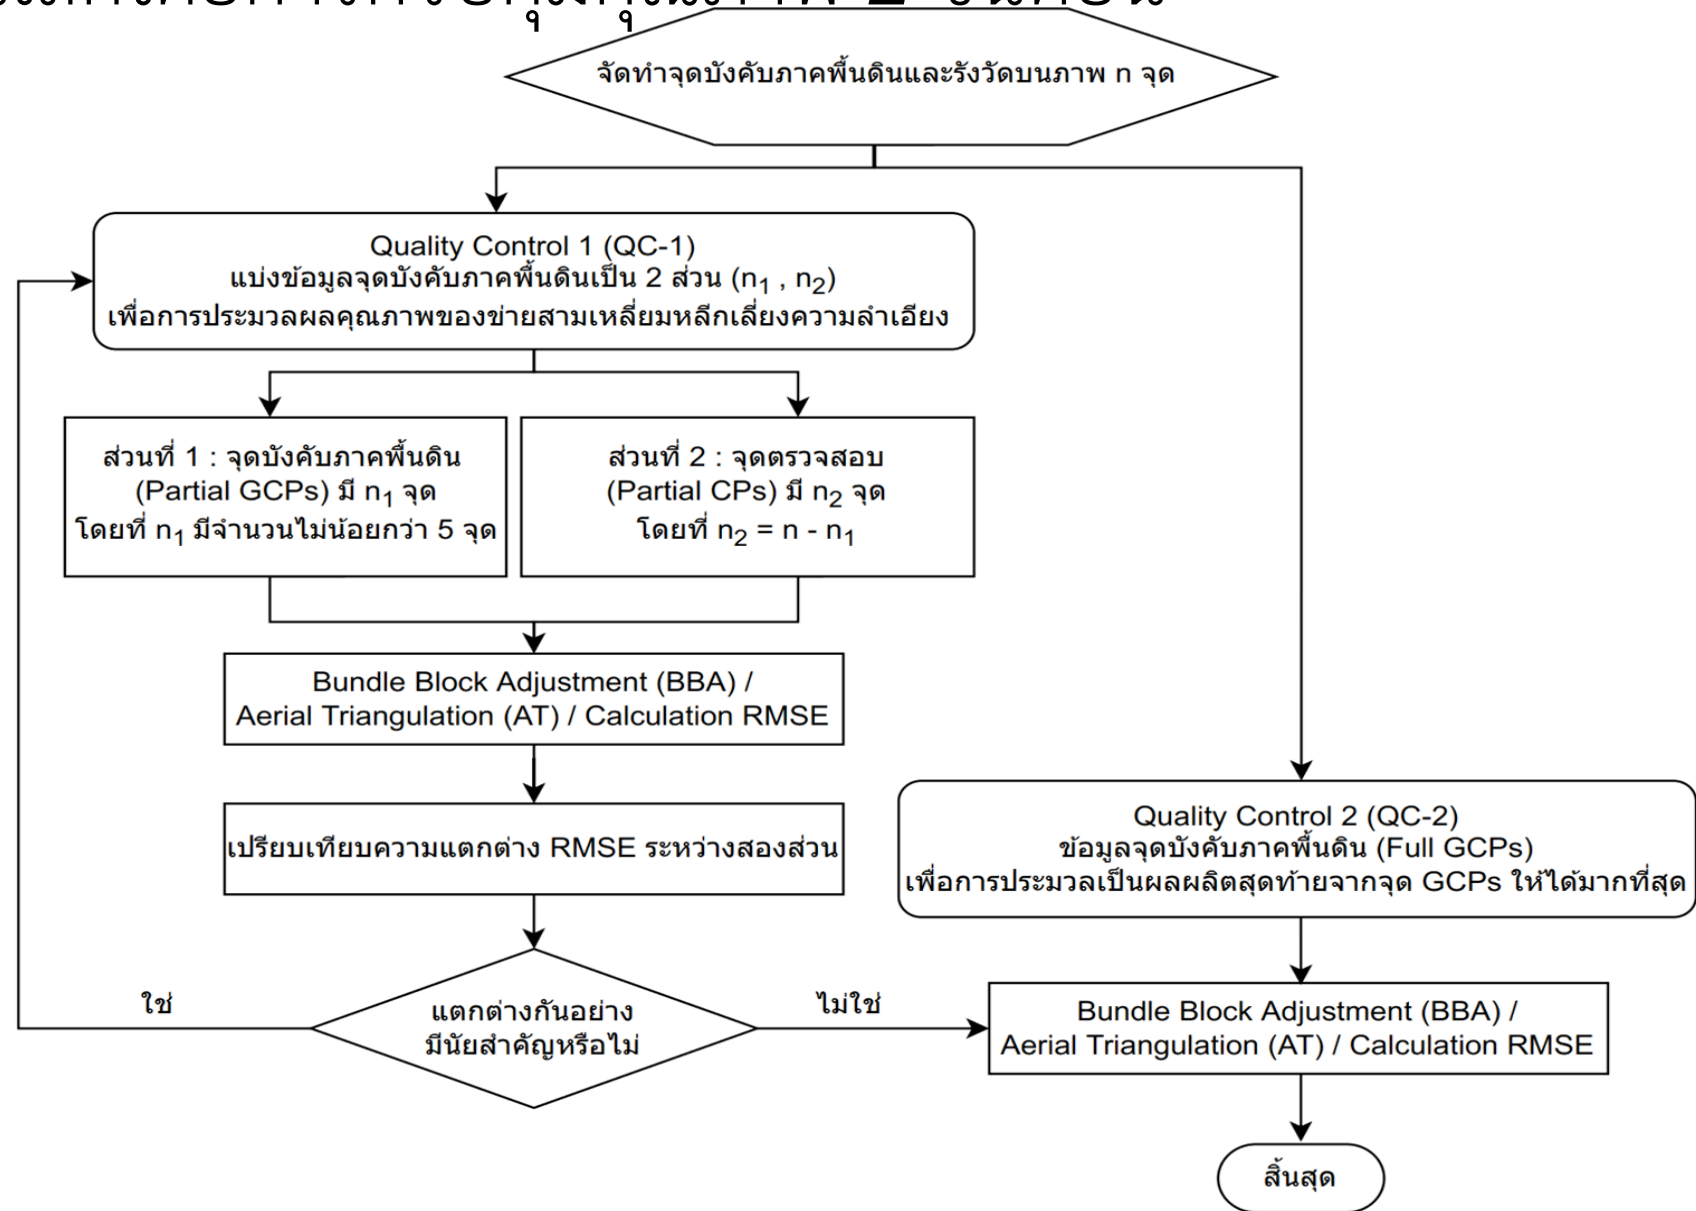 จัดทำจุดบังคับภาคพื้นดินและรังวัดบนภาพ n จุด
Quality Control 1 (QC-1)
แบ่งข้อมูลจุดบังคับภาคพื้นดินเป็น 2 ส่วน (n1 , n2)
เพื่อการประมวลผลคุณภาพของข่ายสามเหลี่ยมหลีกเลี่ยงความลำเอียง
ส่วนที่ 1 : จุดบังคับภาคพื้นดิน
(Partial GCPs) มี n1 จุด
โดยที่ n1 มีจำนวนไม่น้อยกว่า 5 จุด
ส่วนที่ 2 : จุดตรวจสอบ
(Partial CPs) มี n2 จุด
โดยที่ n2 = n - n1
Bundle Block Adjustment (BBA) /
Aerial Triangulation (AT) / Calculation RMSE
เปรียบเทียบความแตกต่าง RMSE ระหว่างสองส่วน
Quality Control 2 (QC-2)
ข้อมูลจุดบังคับภาคพื้นดิน (Full GCPs)
เพื่อการประมวลเป็นผลผลิตสุดท้ายจากจุด GCPs ให้ได้มากที่สุด
ใช่
แตกต่างกันอย่าง
มีนัยสำคัญหรือไม่
ไม่ใช่
Bundle Block Adjustment (BBA) /
Aerial Triangulation (AT) / Calculation RMSE
สิ้นสุด